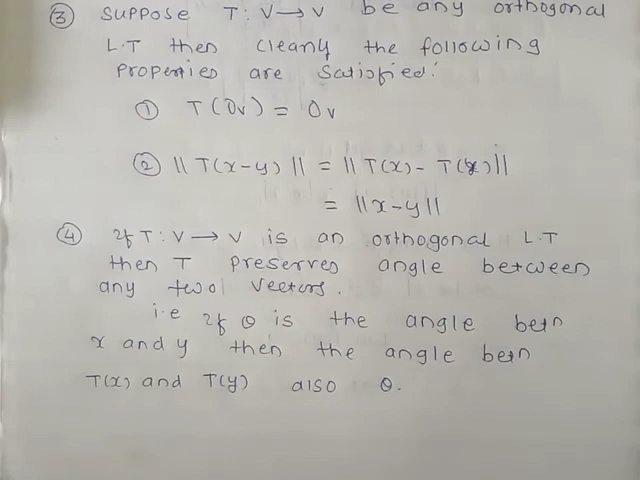 ③ Suppose T: V→V be any orthogonal
L.T then clearly the following
properties are satisfied:
① T(0v) = 0v
② ||T(x-y)|| = ||T(x) - T(y)||
= ||x-y||
④ If T: V→V is an orthogonal L.T
then T preserves angle between
any two vectors.
i.e If θ is the angle betn
x and y then the angle betn
T(x) and T(y) also θ.